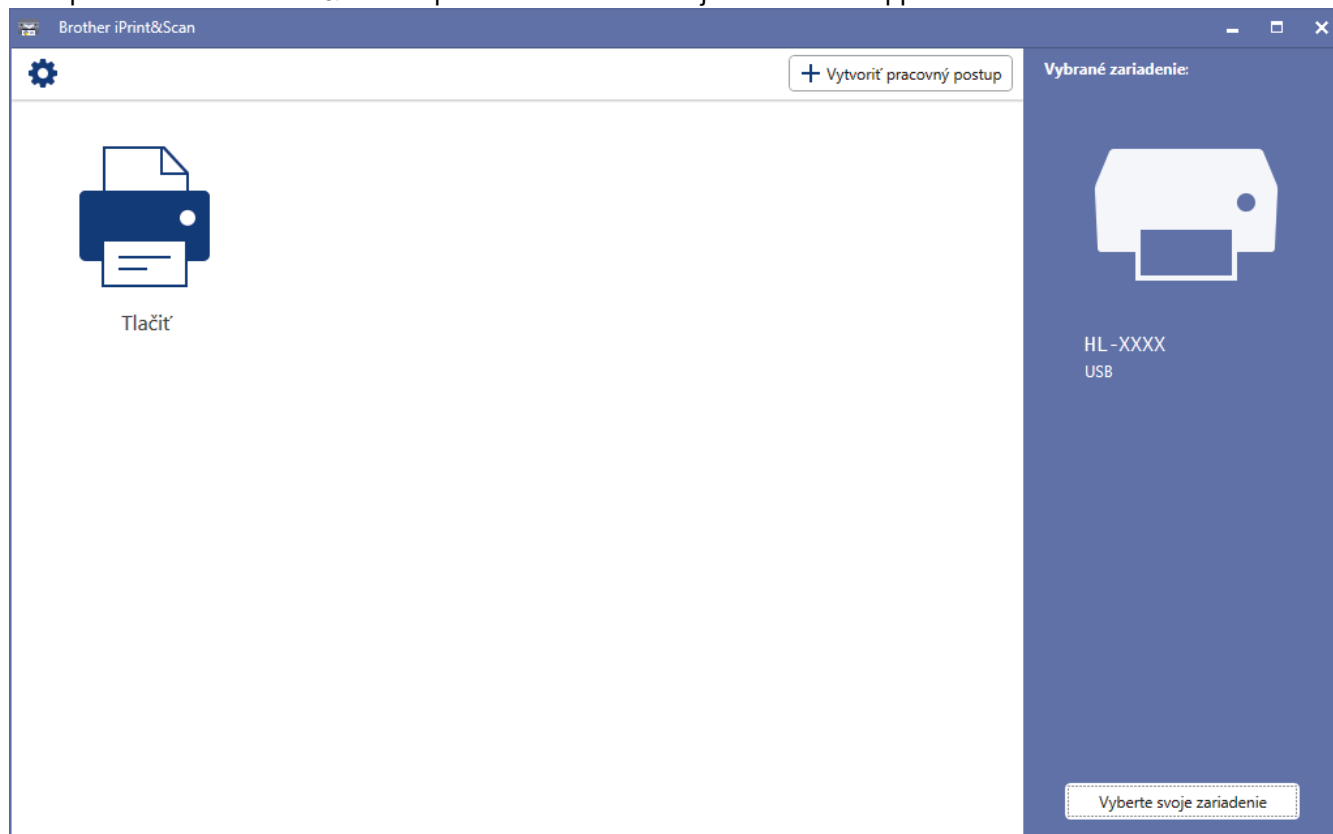 Brother iPrint&Scan
Vytvoriť pracovný postup
Vybrané zariadenie:
Tlačiť
HL-XXXX
USB
Vyberte svoje zariadenie